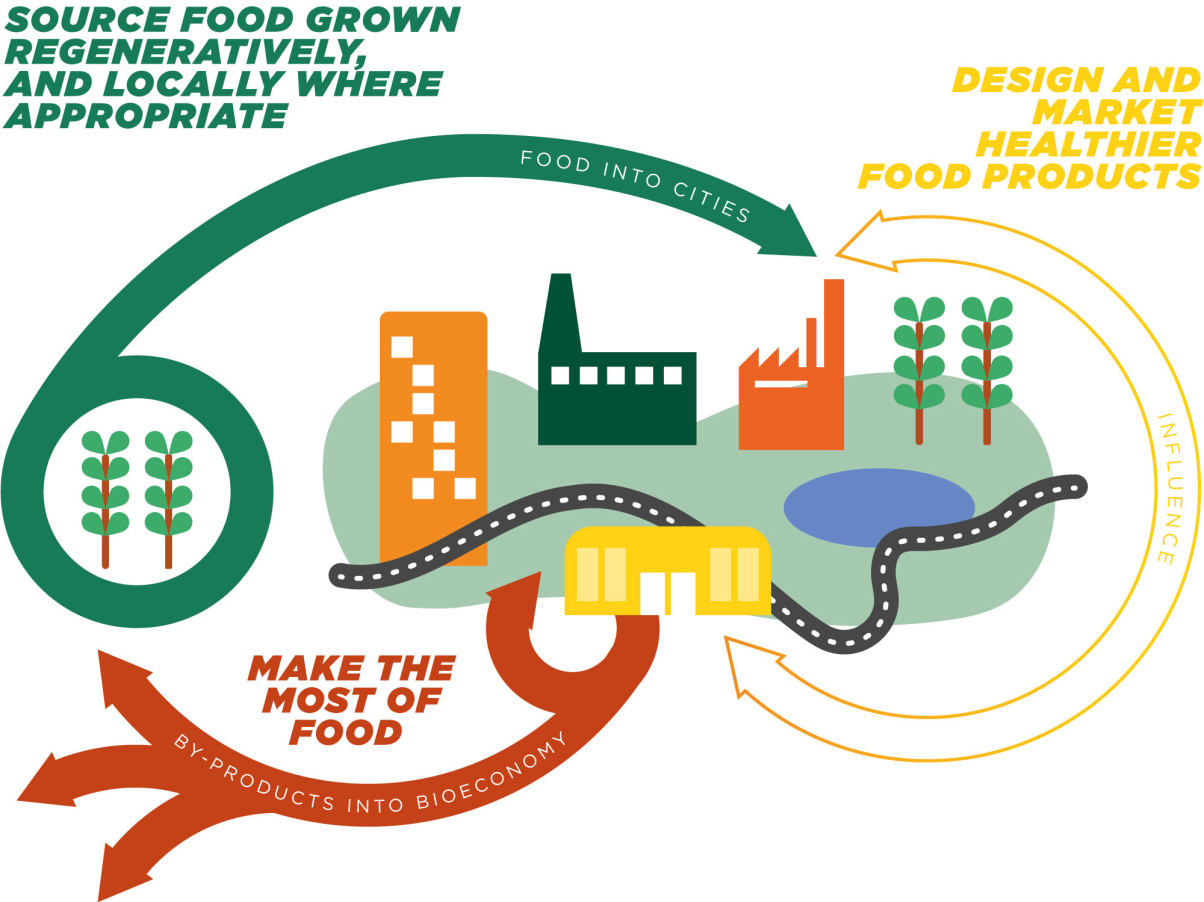 SOURCE FOOD GROWN
REGENERATIVELY,
AND LOCALLY WHERE
APPROPRIATE
DESIGN AND
MARKET
HEALTHIER
FOOD PRODUCTS
FOOD INTO CITIES
INFLUENCE
MAKE THE
MOST OF
FOOD
BY-PRODUCTS INTO BIOECONOMY